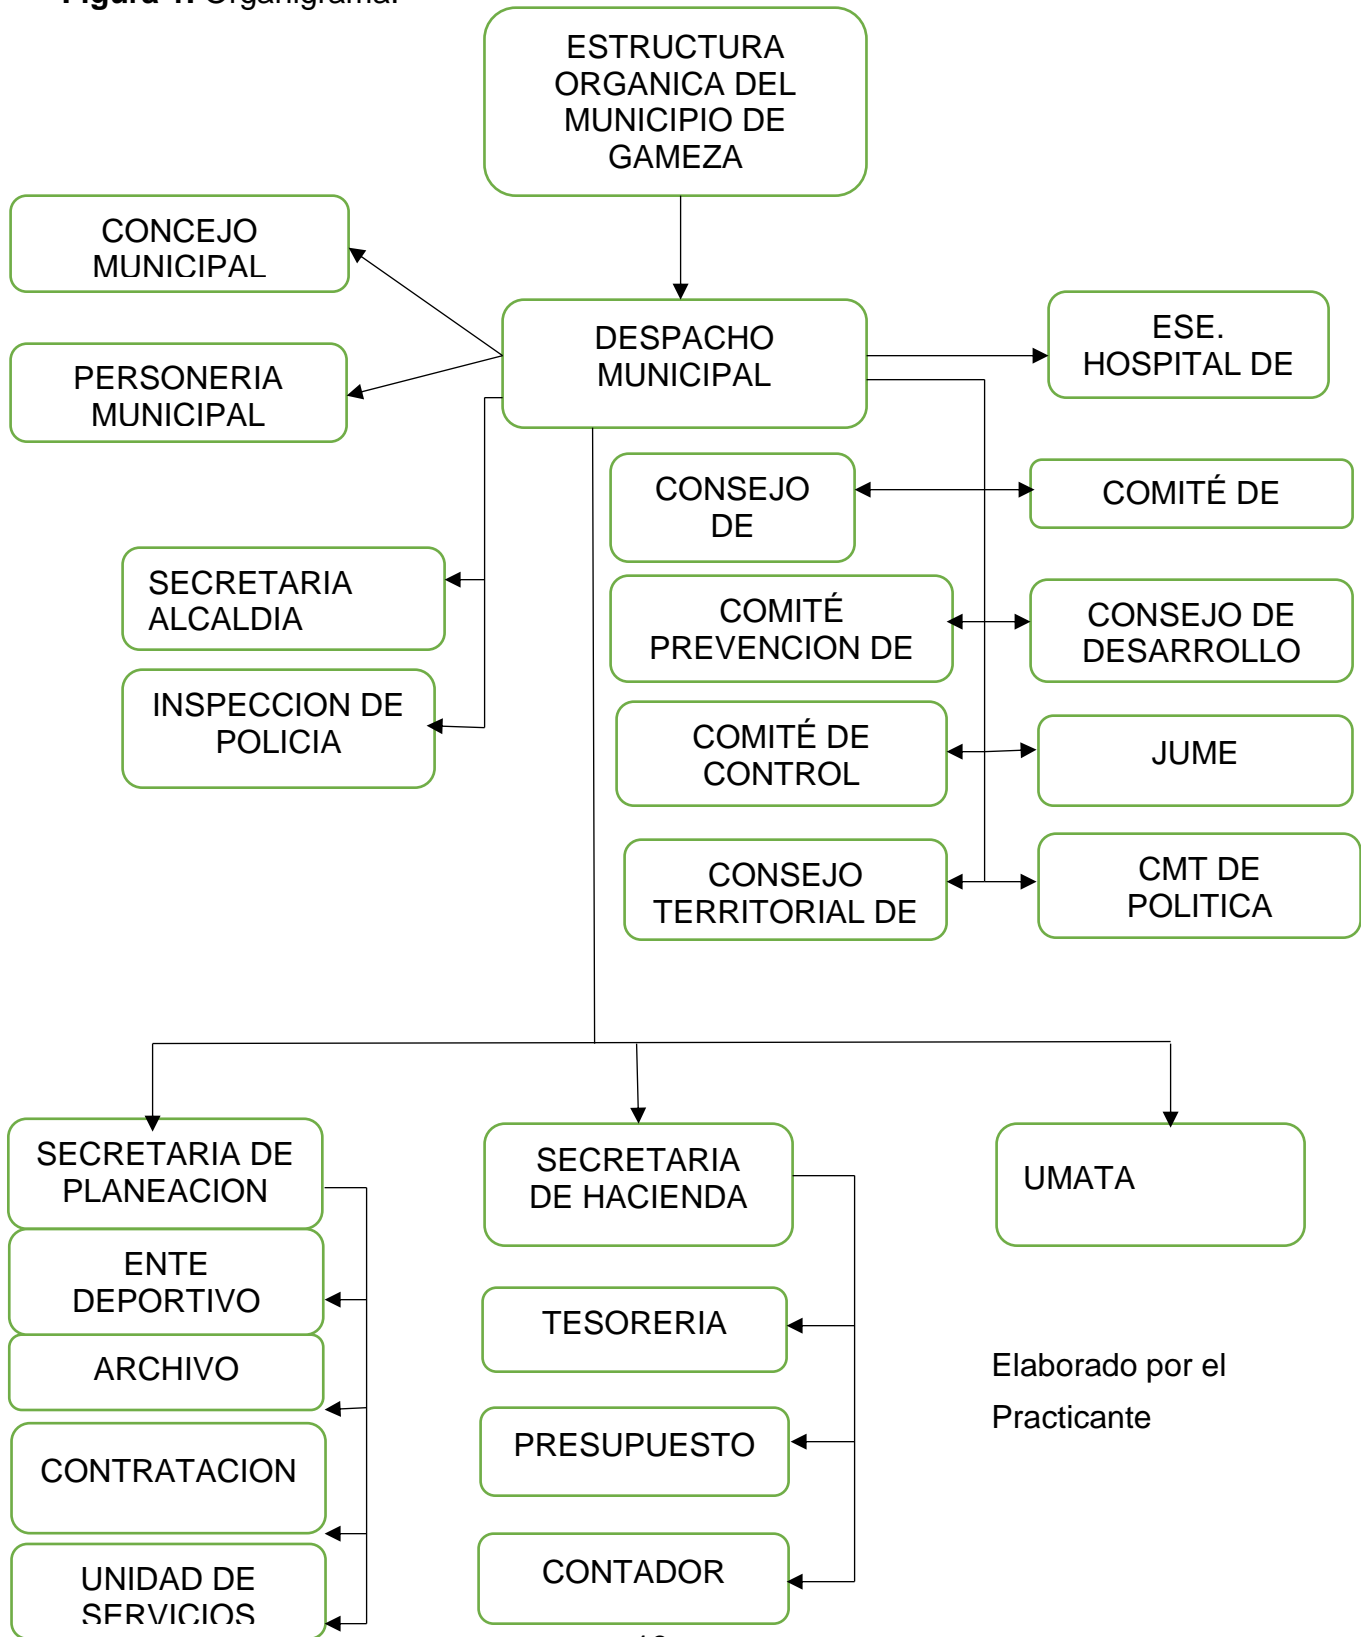 Figura 1. Organigrama.
ESTRUCTURA
ORGANICA DEL
MUNICIPIO DE
GAMEZA
CONCEJO
MUNICIPAL
PERSONERIA
MUNICIPAL
DESPACHO
MUNICIPAL
ESE.
HOSPITAL DE
SECRETARIA
ALCALDIA
INSPECCION DE
POLICIA
CONSEJO
DE
COMITÉ DE
COMITÉ
PREVENCION DE
CONSEJO DE
DESARROLLO
COMITÉ DE
CONTROL
JUME
CONSEJO
TERRITORIAL DE
CMT DE
POLITICA
SECRETARIA DE
PLANEACION
ENTE
DEPORTIVO
ARCHIVO
CONTRATACION
UNIDAD DE
SERVICIOS
SECRETARIA
DE HACIENDA
TESORERIA
PRESUPUESTO
CONTADOR
UMATA
Elaborado por el
Practicante